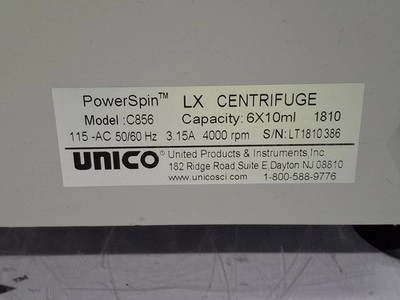 PowerSpin™ LX CENTRIFUGE
Model :C856 Capacity: 6X10ml 1810
115 -AC 50/60 Hz 3.15A 4000 rpm S/N: LT1810386
UNICO® United Products & Instruments,Inc.
182 Ridge Road,Suite E,Dayton NJ 08810
www.unicosci.com 1-800-588-9776